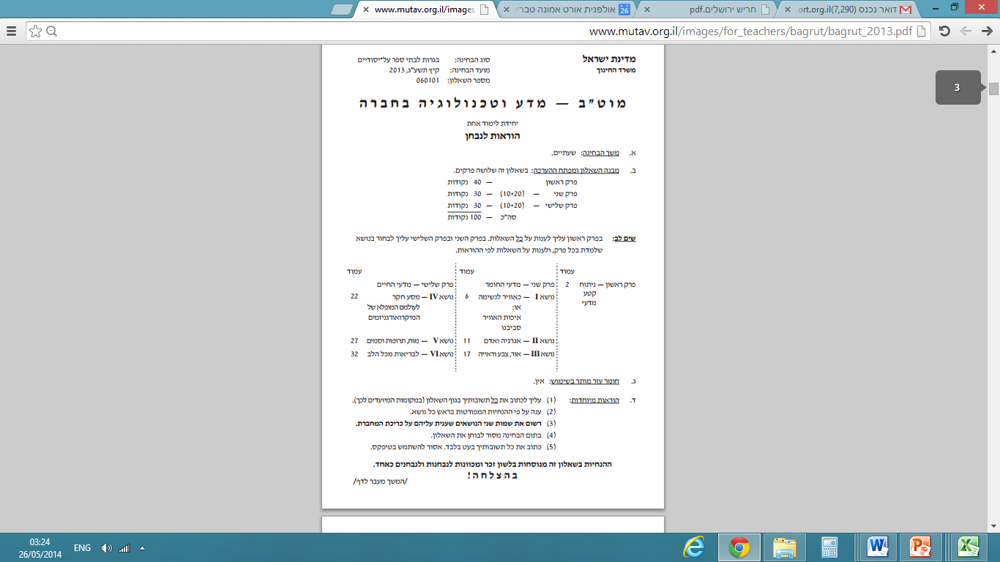 www.mutav.org.il/images
חריש ירושלים.pdf
אולפנית אורט אמונה טברי
26
דואר נכנס (7,290) ort.org.il
www.mutav.org.il/images/for_teachers/bagrut/bagrut_2013.pdf
3
מדינת ישראל
משרד החינוך
סוג הבחינה: בגרות לבתי ספר על־יסודיים
מועד הבחינה: קיץ תשע"ג, 2013
מספר השאלון: 060101
מוט"ב — מדע וטכנולוגיה בחברה
יחידת לימוד אחת
הוראות לנבחן
א. משך הבחינה: שעתיים.
ב. מבנה השאלון ומפתח ההערכה: בשאלון זה שלושה פרקים.
פרק ראשון — 40 נקודות
פרק שני — (10+20) — 30 נקודות
פרק שלישי — (10+20) — 30 נקודות
סה"כ — 100 נקודות
שים לב: בפרק ראשון עליך לענות על כל השאלות. בפרק השני ובפרק השלישי עליך לבחור בנושא
שלמדת בכל פרק, ולענות על השאלות לפי ההוראות.
עמוד
פרק ראשון — ניתוח 2
קטע
מדעי
עמוד
פרק שני — מדעי החומר
נושא I — כאוויר לנשימה 6
או:
איכות האוויר
סביבנו
נושא II — אנרגיה ואדם 11
נושא III — אור, צבע וראייה 17
עמוד
פרק שלישי — מדעי החיים
נושא IV — מסע חקר 22
לעולמם המופלא של
המיקרואורגניזמים
נושא V — מוח, תרופות וסמים 27
נושא VI — לבריאות מכל הלב 32
ג. חומר עזר מותר בשימוש: אין.
ד. הוראות מיוחדות: (1) עליך לכתוב את כל תשובותיך בגוף השאלון (במקומות המיועדים לכך).
(2) ענה על פי ההנחיות המפורטות בראש כל נושא.
(3) רשום את שמות שני הנושאים שענית עליהם על כריכת המחברת.
(4) בתום הבחינה מסור לבוחן את השאלון.
(5) כתוב את כל תשובותיך בעט בלבד. אסור להשתמש בטיפקס.
ההנחיות בשאלון זה מנוסחות בלשון זכר ומכוונות לנבחנות ולנבחנים כאחד.
בהצלחה!
/המשך מעבר לדף/
03:24
26/05/2014
ENG